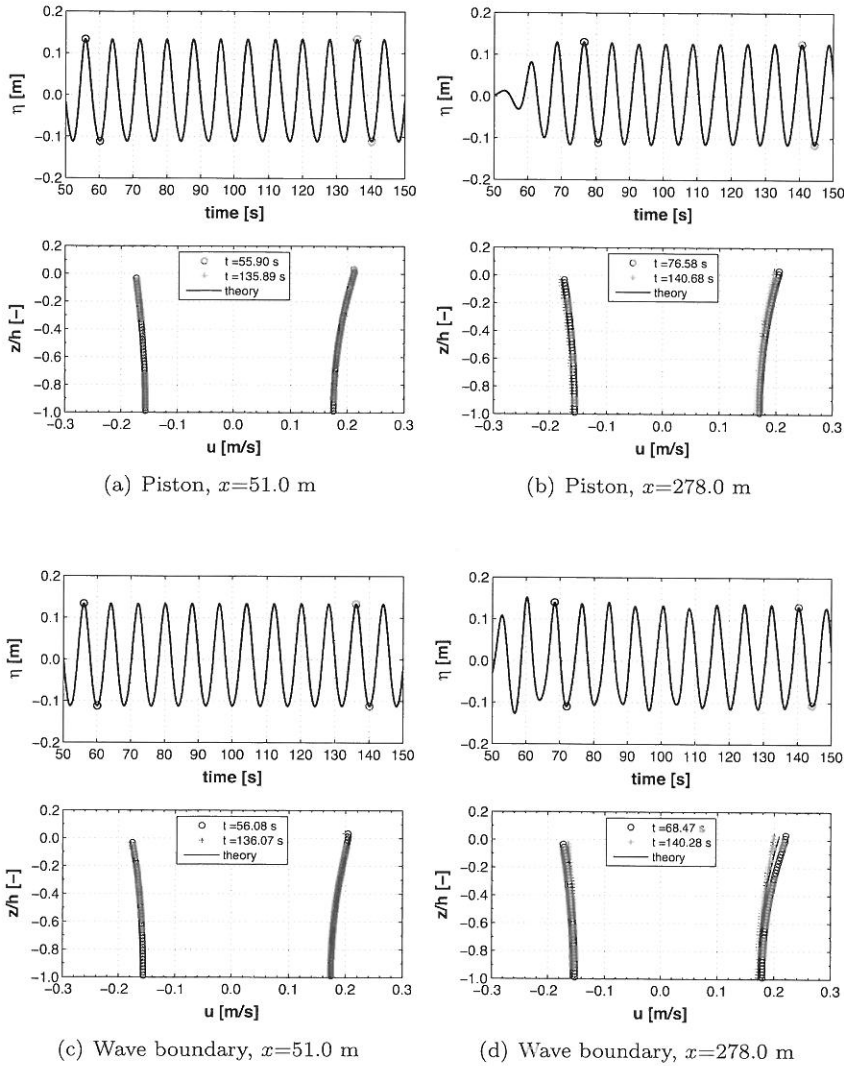 0.2
0.1
0.0
−0.1
−0.2
η [m]
50 60 70 80 90 100 110 120 130 140 150
time [s]
0.2
0.0
−0.2
−0.4
−0.6
−0.8
−1.0
z/h [−]
t =55.90 s
t =135.89 s
theory
−0.3 −0.2 −0.1 0.0 0.1 0.2 0.3
u [m/s]
(a) Piston, x=51.0 m
0.2
0.1
0.0
−0.1
−0.2
η [m]
50 60 70 80 90 100 110 120 130 140 150
time [s]
0.2
0.0
−0.2
−0.4
−0.6
−0.8
−1.0
z/h [−]
t =76.58 s
t =140.68 s
theory
−0.3 −0.2 −0.1 0.0 0.1 0.2 0.3
u [m/s]
(b) Piston, x=278.0 m
0.2
0.1
0.0
−0.1
−0.2
η [m]
50 60 70 80 90 100 110 120 130 140 150
time [s]
0.2
0.0
−0.2
−0.4
−0.6
−0.8
−1.0
z/h [−]
t =56.08 s
t =136.07 s
theory
−0.3 −0.2 −0.1 0.0 0.1 0.2 0.3
u [m/s]
(c) Wave boundary, x=51.0 m
0.2
0.1
0.0
−0.1
−0.2
η [m]
50 60 70 80 90 100 110 120 130 140 150
time [s]
0.2
0.0
−0.2
−0.4
−0.6
−0.8
−1.0
z/h [−]
t =68.47 s
t =140.28 s
theory
−0.3 −0.2 −0.1 0.0 0.1 0.2 0.3
u [m/s]
(d) Wave boundary, x=278.0 m